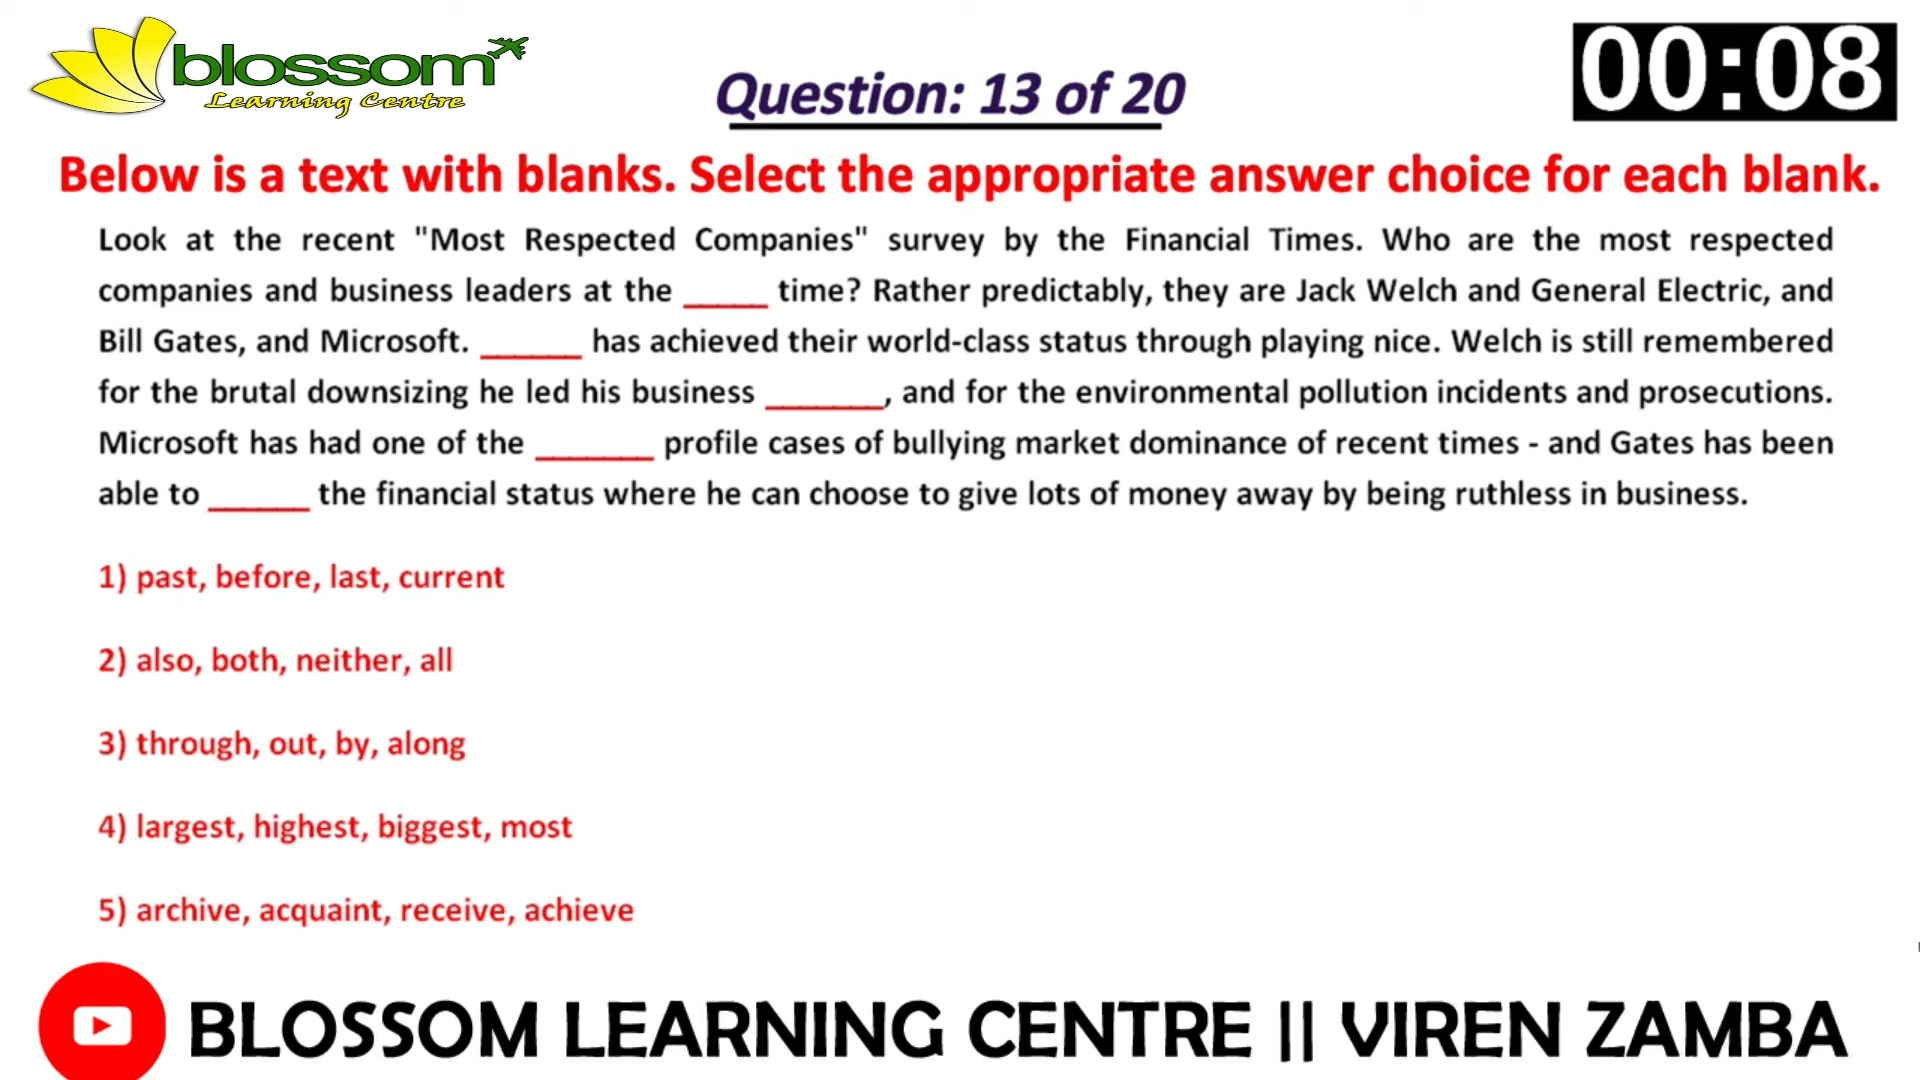 blossom
Learning Centre
Question: 13 of 20
00:08
Below is a text with blanks. Select the appropriate answer choice for each blank.
Look at the recent "Most Respected Companies" survey by the Financial Times. Who are the most respected
companies and business leaders at the _____ time? Rather predictably, they are Jack Welch and General Electric, and
Bill Gates, and Microsoft. ______ has achieved their world-class status through playing nice. Welch is still remembered
for the brutal downsizing he led his business _______, and for the environmental pollution incidents and prosecutions.
Microsoft has had one of the _______ profile cases of bullying market dominance of recent times - and Gates has been
able to ______ the financial status where he can choose to give lots of money away by being ruthless in business.
1) past, before, last, current
2) also, both, neither, all
3) through, out, by, along
4) largest, highest, biggest, most
5) archive, acquaint, receive, achieve
BLOSSOM LEARNING CENTRE || VIREN ZAMBA